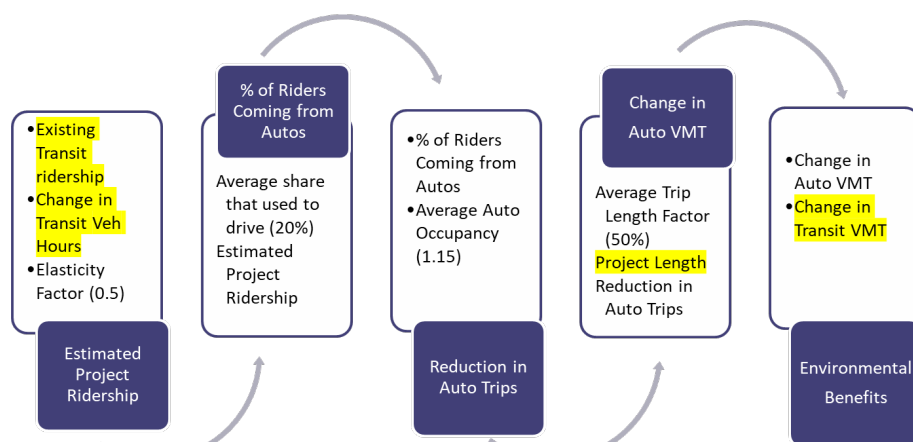 •Existing
Transit
ridership
•Change in
Transit Veh
Hours
•Elasticity
Factor (0.5)
Estimated
Project
Ridership
% of Riders
Coming from
Autos
Average share
that used to
drive (20%)
Estimated
Project
Ridership
•% of Riders
Coming from
Autos
•Average Auto
Occupancy
(1.15)
Reduction in
Auto Trips
Change in
Auto VMT
Average Trip
Length Factor
(50%)
Project Length
Reduction in
Auto Trips
•Change in
Auto VMT
•Change in
Transit VMT
Environmental
Benefits